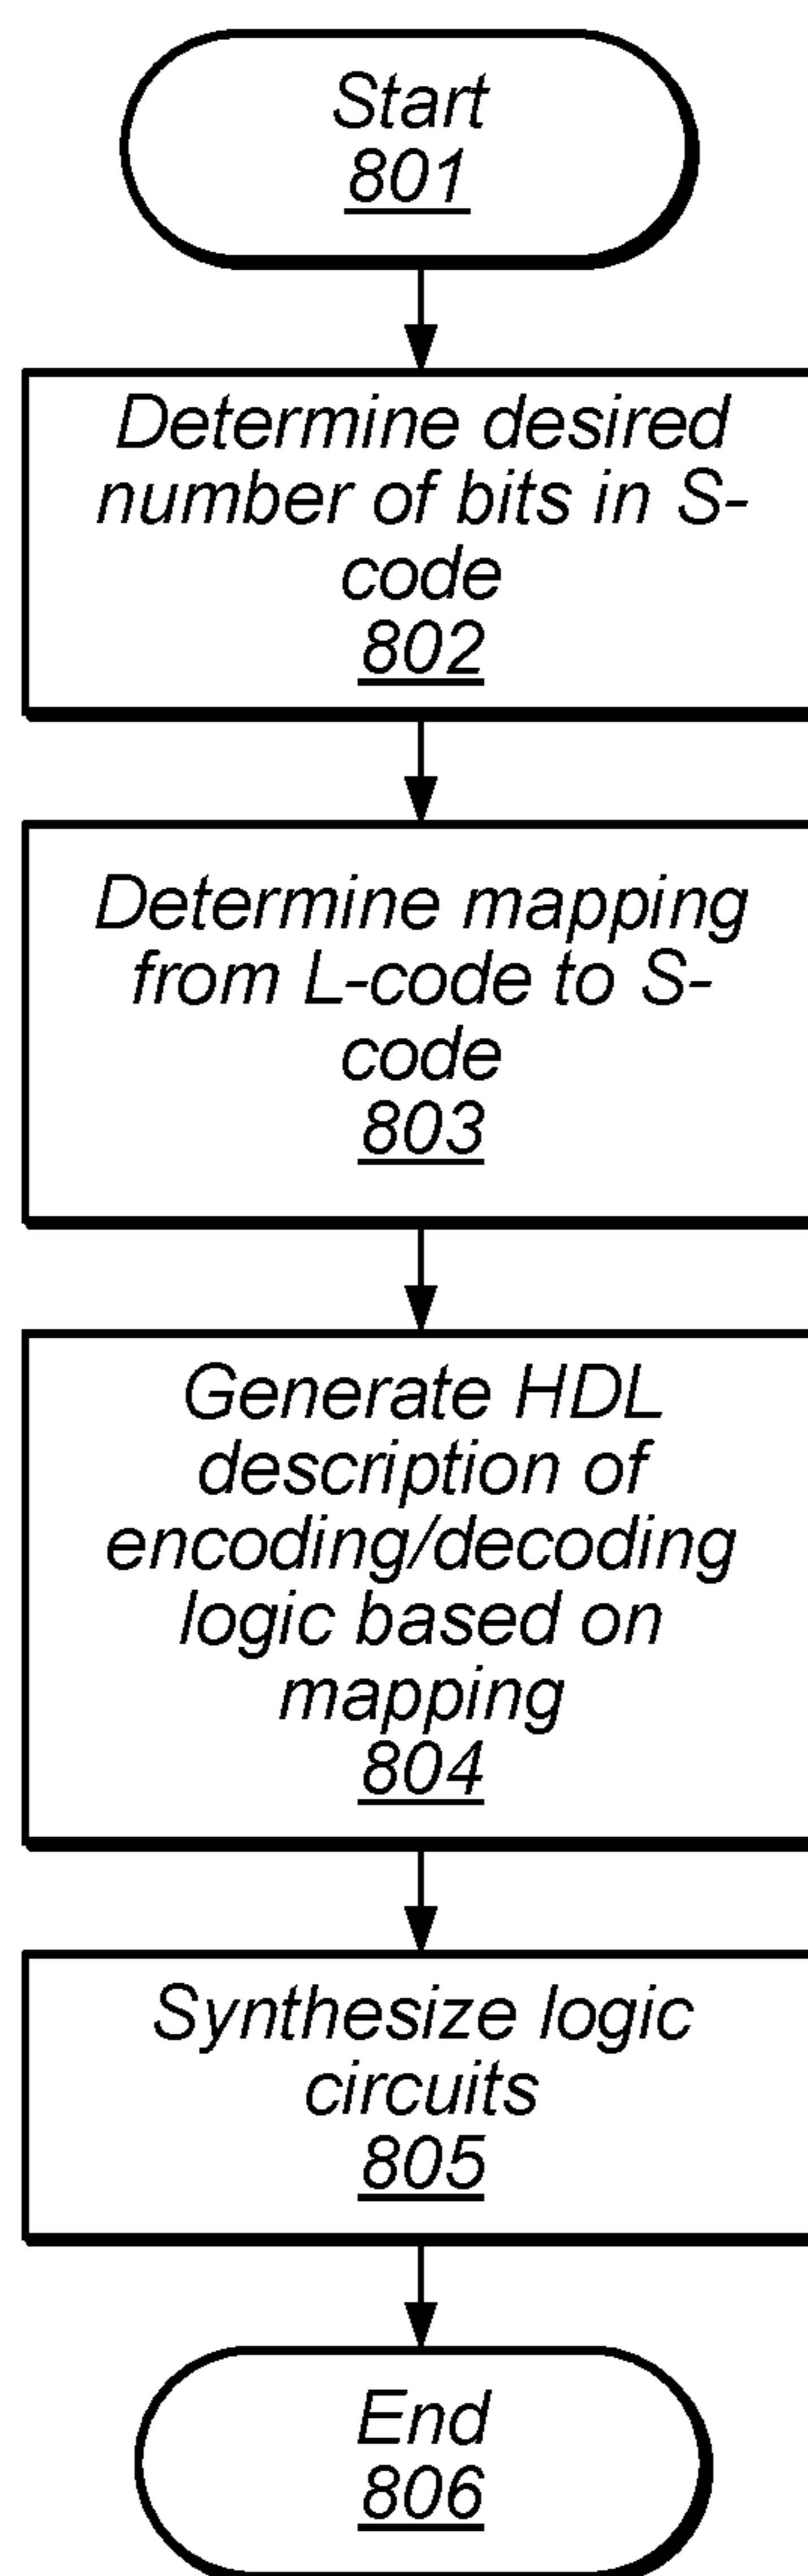 Start
801
Determine desired
number of bits in S-
code
802
Determine mapping
from L-code to S-
code
803
Generate HDL
description of
encoding/decoding
logic based on
mapping
804
Synthesize logic
circuits
805
End
806